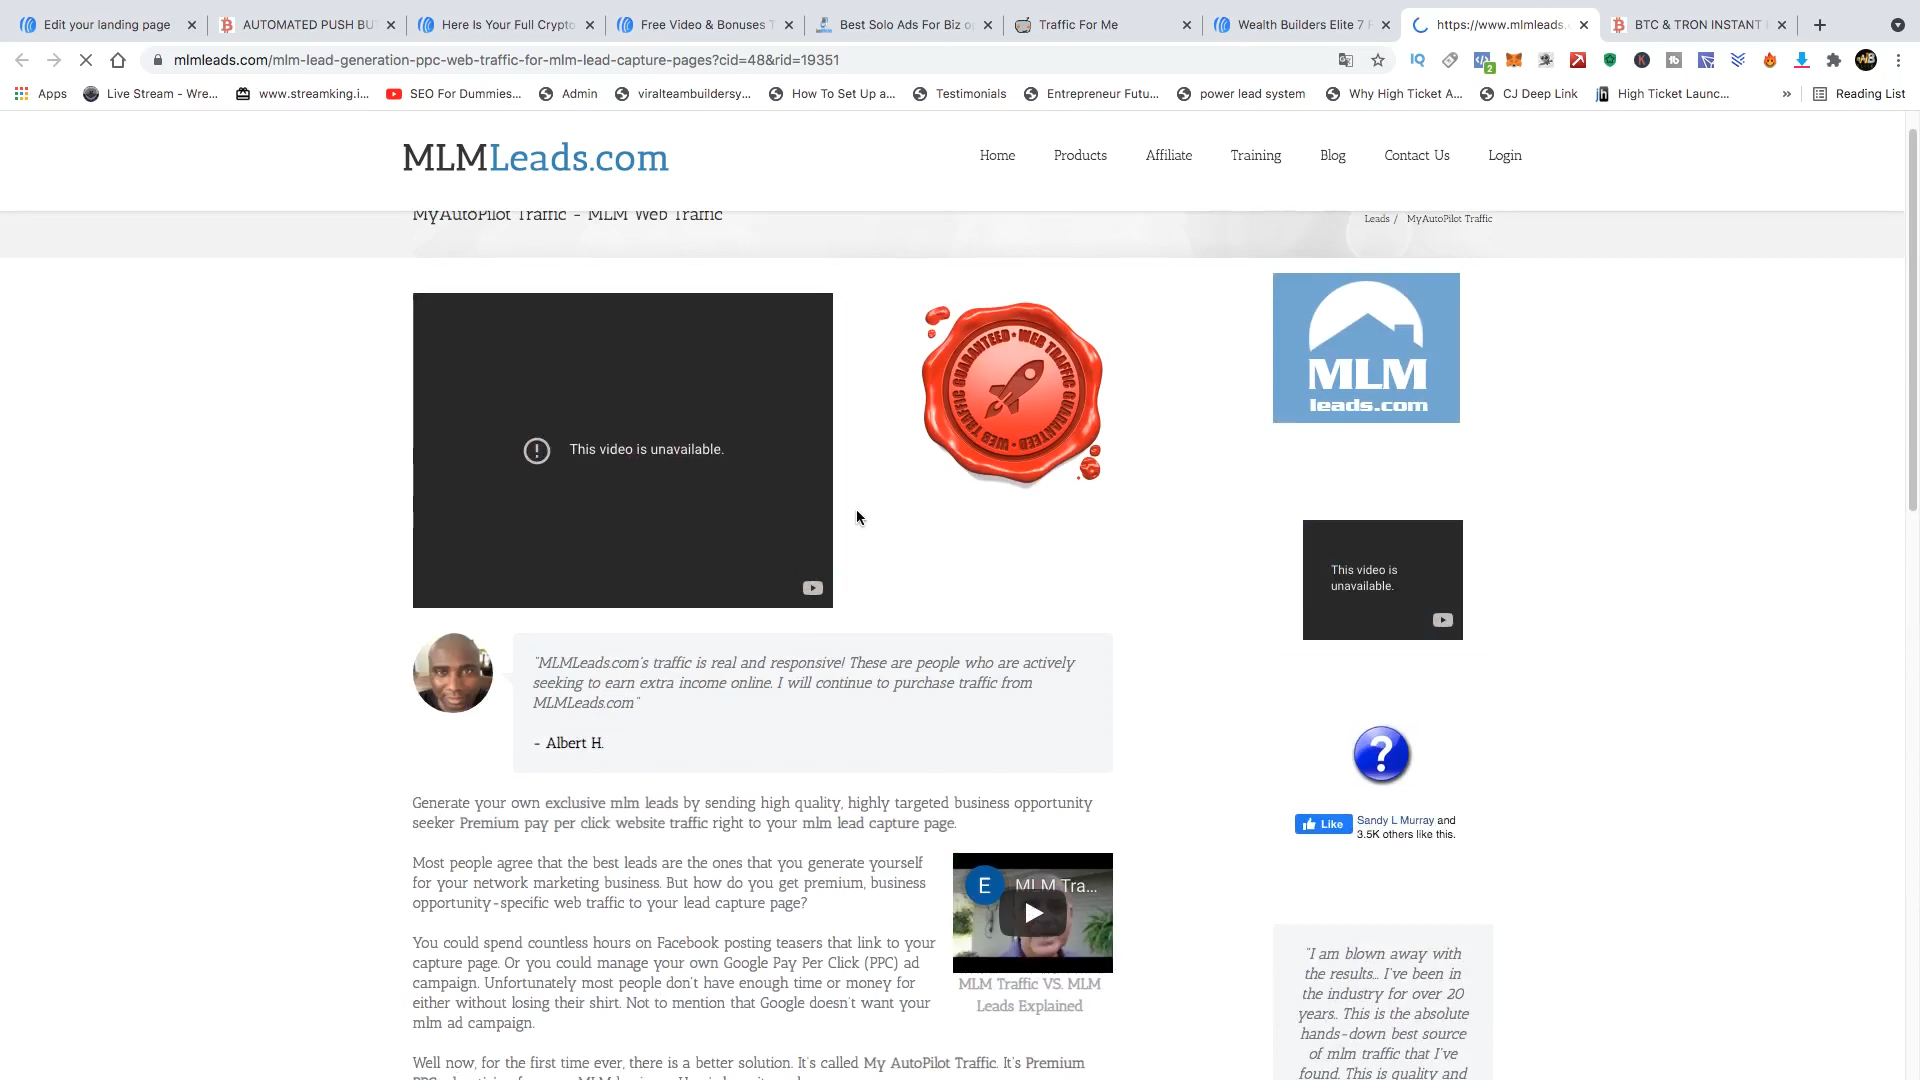 Edit your landing page
AUTOMATED PUSH BU
Here Is Your Full Crypto
Free Video & Bonuses T
Best Solo Ads For Biz o
Traffic For Me
Wealth Builders Elite 7 F
https://www.mlmleads.c
BTC & TRON INSTANT
mlmleads.com/mlm-lead-generation-ppc-web-traffic-for-mlm-lead-capture-pages?cid=48&rid=19351
Apps
Live Stream - Wre...
www.streamking.i...
SEO For Dummies...
Admin
viralteambuildersy...
How To Set Up a...
Testimonials
Entrepreneur Futu...
power lead system
Why High Ticket A...
CJ Deep Link
High Ticket Launc...
»
Reading List
MLMLeads.com
Home
Products
Affiliate
Training
Blog
Contact Us
Login
MyAutoPilot Traffic - MLM Web Traffic
Leads / MyAutoPilot Traffic
This video is unavailable.
WEB TRAFFIC GUARANTEED • WEB TRAFFIC GUARANTEED •
MLM
leads.com
This video is
unavailable.
"MLMLeads.com's traffic is real and responsive! These are people who are actively
seeking to earn extra income online. I will continue to purchase traffic from
MLMLeads.com"
- Albert H.
?
Like
Sandy L Murray and
3.5K others like this.
Generate your own exclusive mlm leads by sending high quality, highly targeted business opportunity
seeker Premium pay per click website traffic right to your mlm lead capture page.
Most people agree that the best leads are the ones that you generate yourself
for your network marketing business. But how do you get premium, business
opportunity-specific web traffic to your lead capture page?
E
MLM Tra...
MLM Traffic VS. MLM
Leads Explained
You could spend countless hours on Facebook posting teasers that link to your
capture page. Or you could manage your own Google Pay Per Click (PPC) ad
campaign. Unfortunately most people don't have enough time or money for
either without losing their shirt. Not to mention that Google doesn't want your
mlm ad campaign.
"I am blown away with
the results... I've been in
the industry for over 20
years.. This is the absolute
hands-down best source
of mlm traffic that I've
found. This is quality and
Well now, for the first time ever, there is a better solution. It's called My AutoPilot Traffic. It's Premium